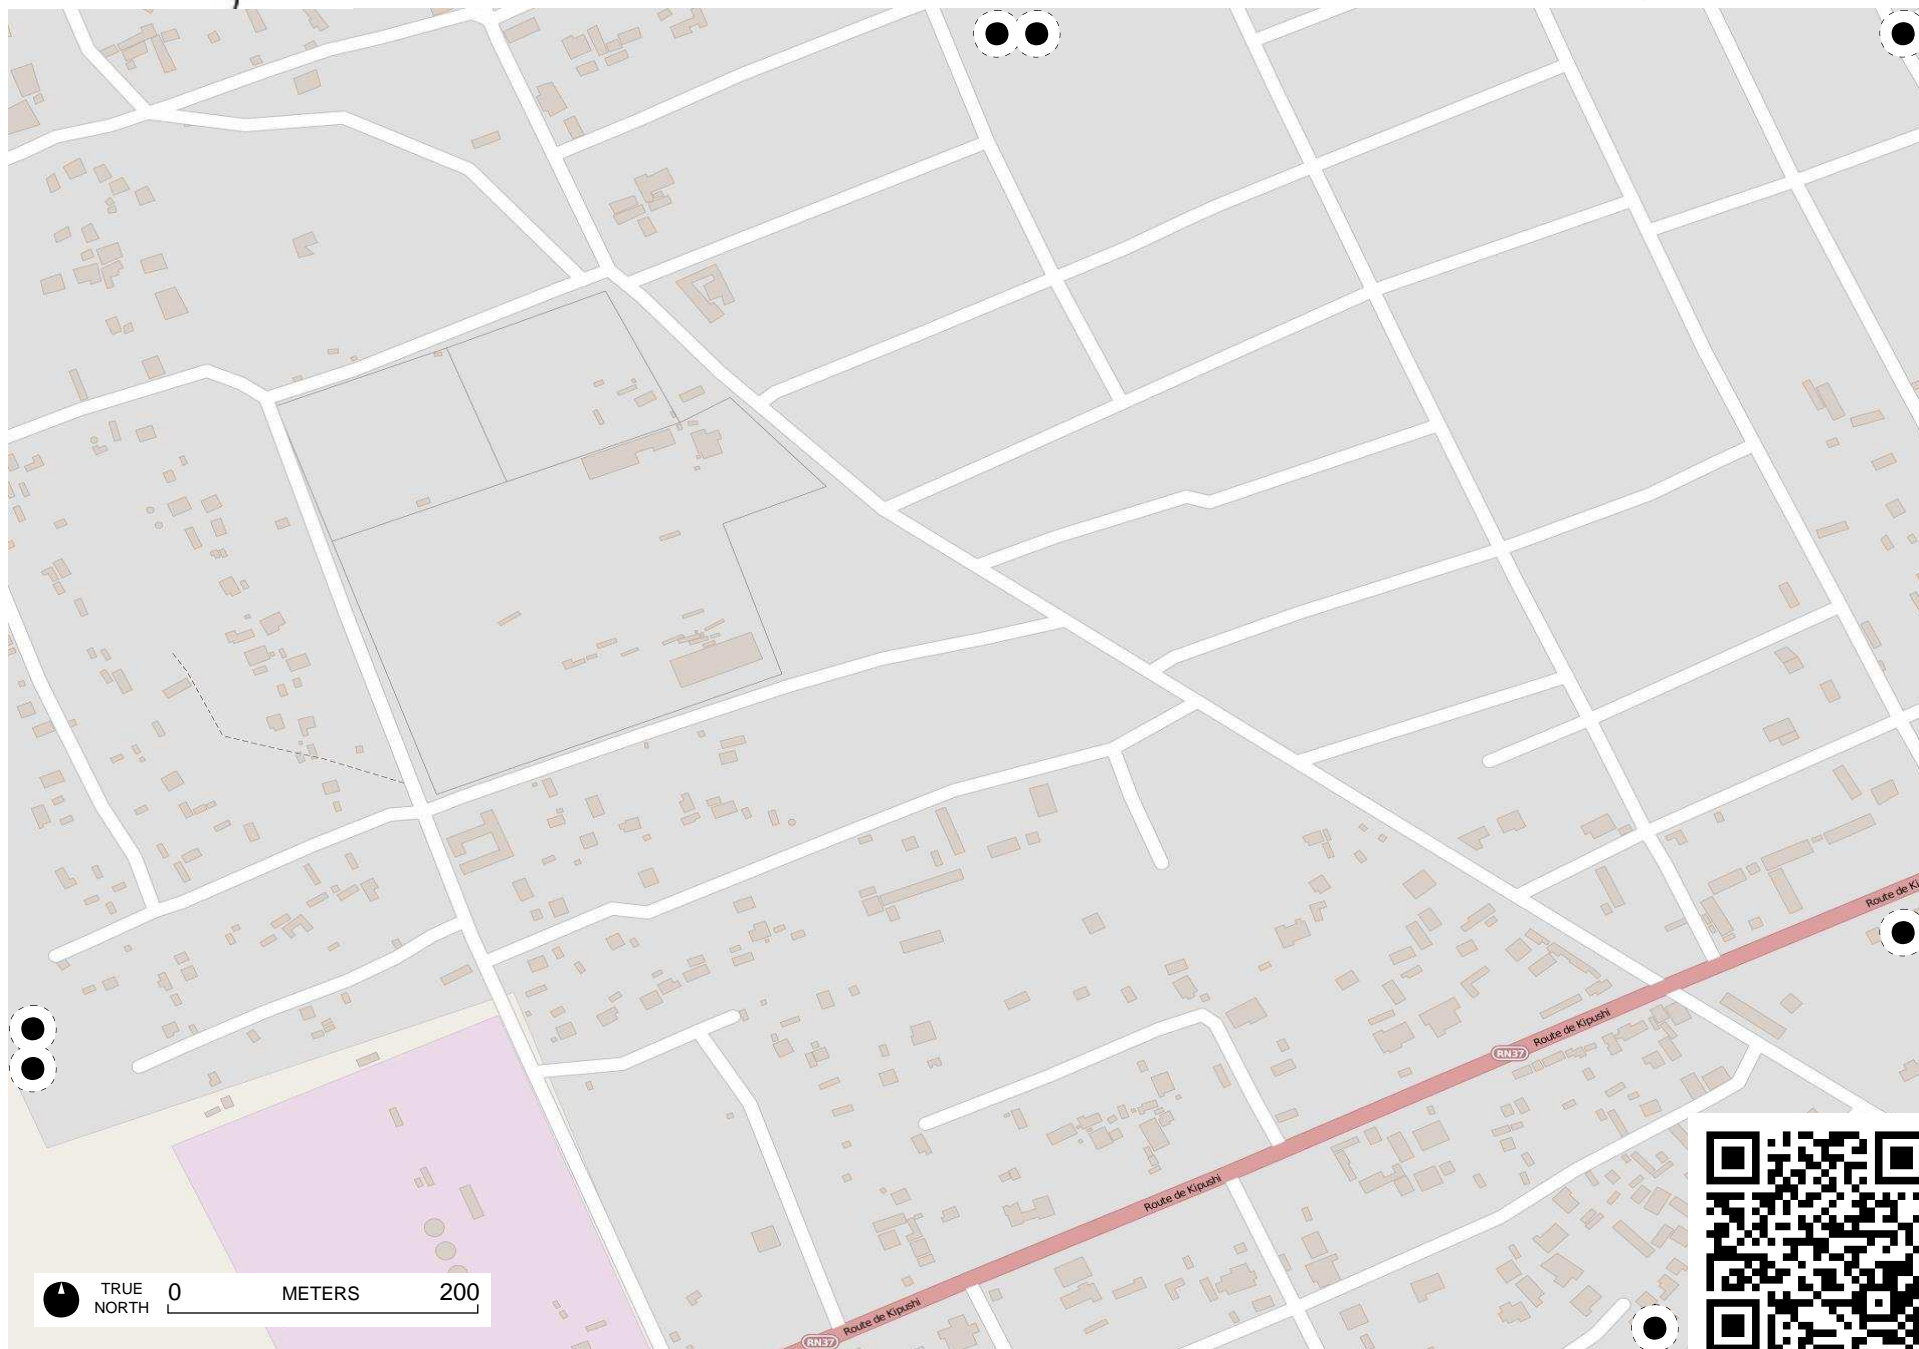 Route de Ki
Route de Kipushi
RN37
Route de Kipushi
TRUE
NORTH
0 METERS 200
Route de Kipushi
RN37